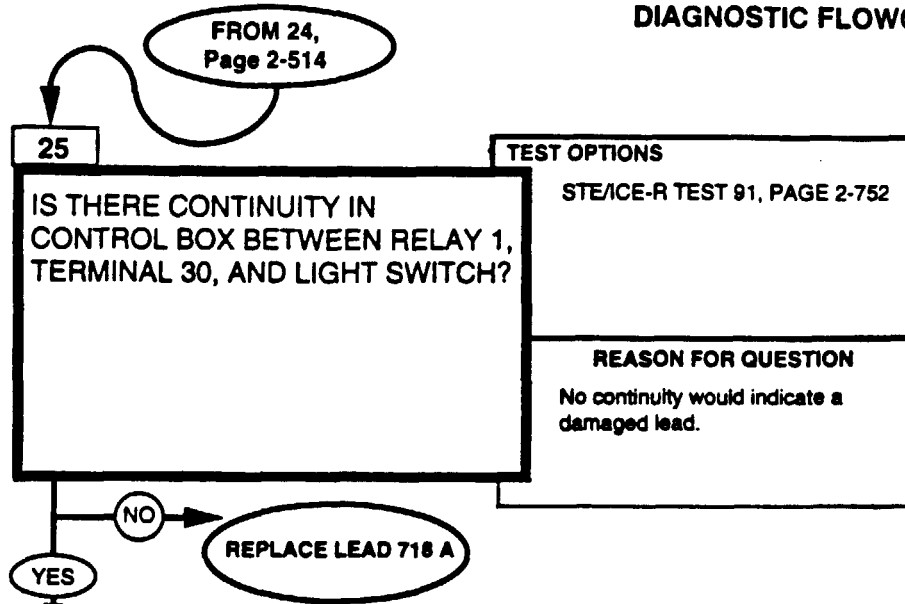 DIAGNOSTIC FLOW
FROM 24,
Page 2-514
25
IS THERE CONTINUITY IN
CONTROL BOX BETWEEN RELAY 1,
TERMINAL 30, AND LIGHT SWITCH?
TEST OPTIONS
STE/ICE-R TEST 91, PAGE 2-752
REASON FOR QUESTION
No continuity would indicate a
damaged lead.
NO
REPLACE LEAD 718 A
YES